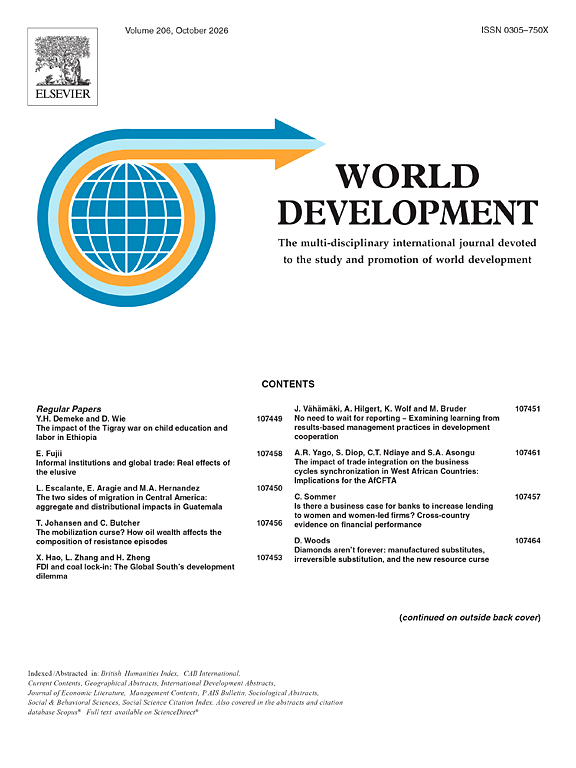 Volume 206, October 2026
ISSN 0305–750X
ELSEVIER
WORLD
DEVELOPMENT
The multi-disciplinary international journal devoted
to the study and promotion of world development
CONTENTS
Regular Papers
Y.H. Demeke and D. Wie 107449
The impact of the Tigray war on child education and
labor in Ethiopia
E. Fujii 107458
Informal institutions and global trade: Real effects of
the elusive
L. Escalante, E. Aragie and M.A. Hernandez 107450
The two sides of migration in Central America:
aggregate and distributional impacts in Guatemala
T. Johansen and C. Butcher 107456
The mobilization curse? How oil wealth affects the
composition of resistance episodes
X. Hao, L. Zhang and H. Zheng 107453
FDI and coal lock-in: The Global South's development
dilemma
J. Vähämäki, A. Hilgert, K. Wolf and M. Bruder 107451
No need to wait for reporting – Examining learning from
results-based management practices in development
cooperation
A.R. Yago, S. Diop, C.T. Ndiaye and S.A. Asongu 107461
The impact of trade integration on the business
cycles synchronization in West African Countries:
Implications for the AfCFTA
C. Sommer 107457
Is there a business case for banks to increase lending
to women and women-led firms? Cross-country
evidence on financial performance
D. Woods 107464
Diamonds aren't forever: manufactured substitutes,
irreversible substitution, and the new resource curse
(continued on outside back cover)
Indexed/Abstracted in: British Humanities Index, CAB International,
Current Contents, Geographical Abstracts, International Development Abstracts,
Journal of Economic Literature, Management Contents, P AIS Bulletin, Sociological Abstracts,
Social & Behavioral Sciences, Social Science Citation Index. Also covered in the abstracts and citation
database Scopus® Full text available on ScienceDirect®